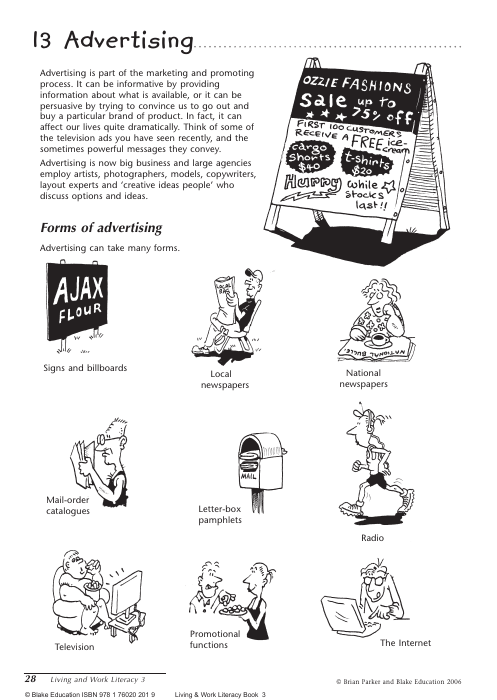 13 Advertising
Advertising is part of the marketing and promoting
process. It can be informative by providing
information about what is available, or it can be
persuasive by trying to convince us to go out and
buy a particular brand of product. In fact, it can
affect our lives quite dramatically. Think of some of
the television ads you have seen recently, and the
sometimes powerful messages they convey.
Advertising is now big business and large agencies
employ artists, photographers, models, copywriters,
layout experts and ‘creative ideas people’ who
discuss options and ideas.
OZZIE FASHIONS
Sale up to
75% off
FIRST 100 CUSTOMERS
RECEIVE A FREE ice-
cream
cargo
shorts
$40
t-shirts
$20
Hurry while
stocks
last!!
Forms of advertising
Advertising can take many forms.
AJAX
FLOUR
Signs and billboards
LOCAL
Local
newspapers
NATIONAL
National
newspapers
Mail-order
catalogues
MAIL
Letter-box
pamphlets
Radio
Television
Promotional
functions
The Internet
28 Living and Work Literacy 3
© Brian Parker and Blake Education 2006
© Blake Education ISBN 978 1 76020 201 9 Living & Work Literacy Book 3